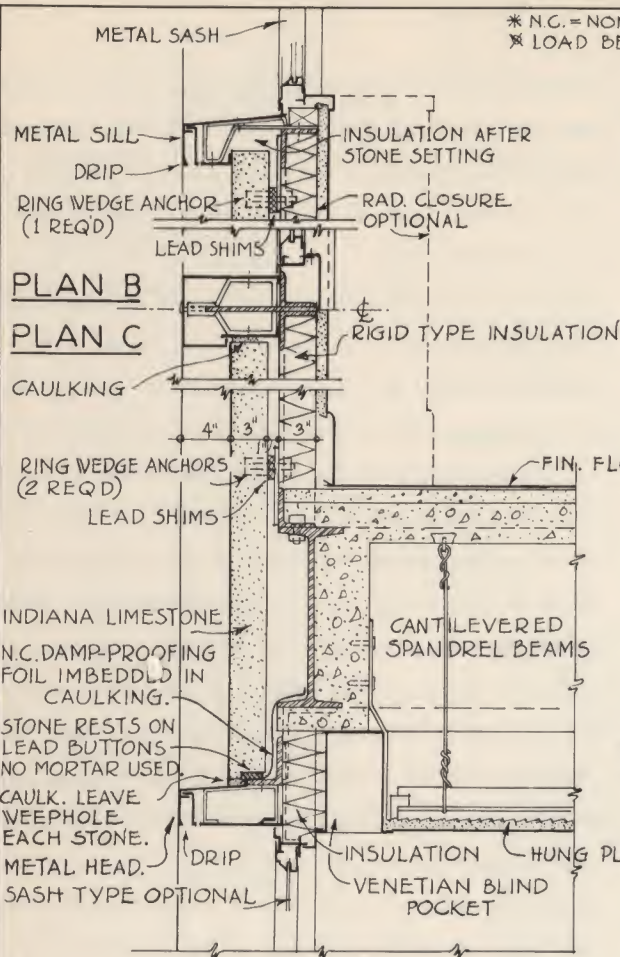 METAL SASH
* N.C. = NON
LOAD BE
METAL SILL
INSULATION AFTER
STONE SETTING
DRIP
RING WEDGE ANCHOR
(1 REQ'D)
RAD. CLOSURE
OPTIONAL
LEAD SHIMS
PLAN B
PLAN C
RIGID TYPE INSULATION
CAULKING
4" 3" 1" 3"
RING WEDGE ANCHORS
(2 REQ'D)
FIN. FL
LEAD SHIMS
INDIANA LIMESTONE
CANTILEVERED
SPANDREL BEAMS
N.C. DAMP-PROOFING
FOIL IMBEDDED IN
CAULKING.
STONE RESTS ON
LEAD BUTTONS
NO MORTAR USED.
CAULK. LEAVE
WEEPHOLE
EACH STONE.
METAL HEAD.
DRIP
INSULATION
HUNG PL
SASH TYPE OPTIONAL
VENETIAN BLIND
POCKET